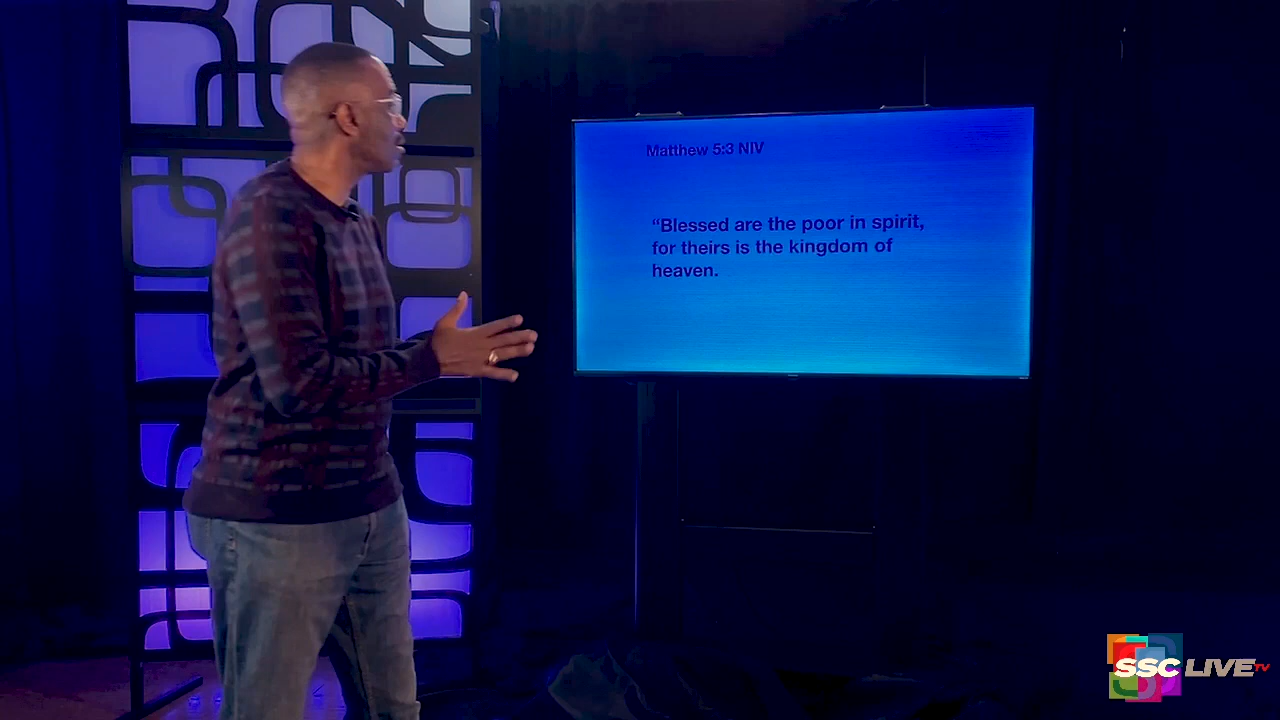 Matthew 5:3 NIV
“Blessed are the poor in spirit,
for theirs is the kingdom of
heaven.
SSC LIVE TV